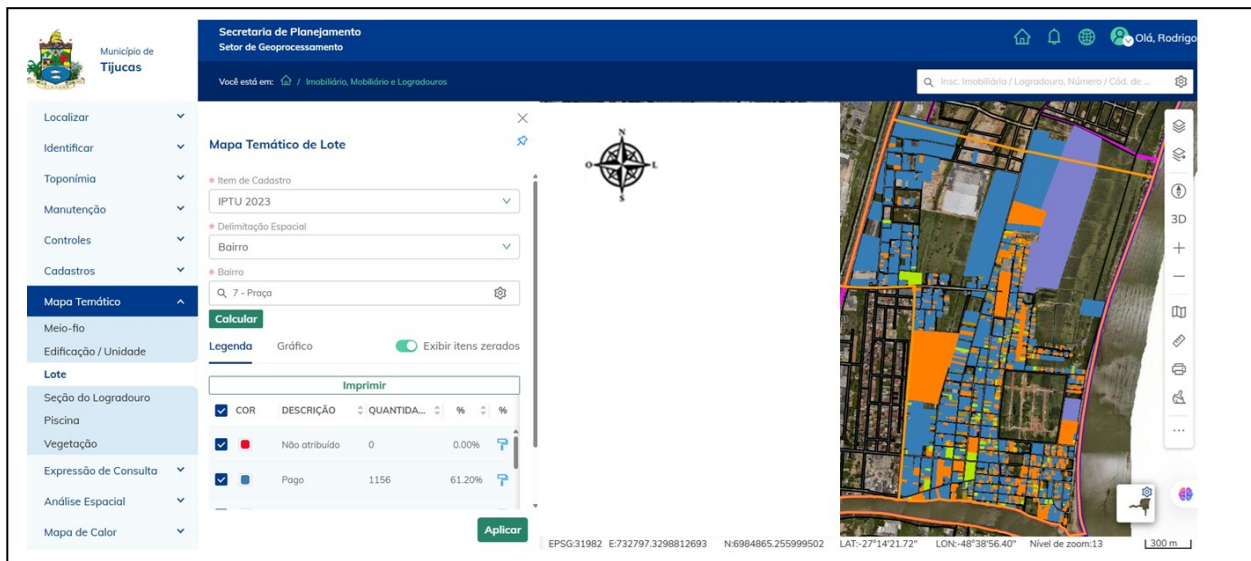 Município de
Tijucas
Secretaria de Planejamento
Setor de Geoprocessamento
Olá, Rodrigo
Você está em: / Imobiliário, Mobiliário e Logradouros
Insc. Imobiliária / Logradouro, Número / Cód. de ...
Localizar
Identificar
Toponímia
Manutenção
Controles
Cadastros
Mapa Temático
Meio-fio
Edificação / Unidade
Lote
Seção do Logradouro
Piscina
Vegetação
Expressão de Consulta
Análise Espacial
Mapa de Calor
Mapa Temático de Lote
* Item de Cadastro
IPTU 2023
* Delimitação Espacial
Bairro
* Bairro
7 - Praça
Calcular
Legenda Gráfico Exibir itens zerados
Imprimir
COR DESCRIÇÃO QUANTIDA... % %
Não atribuído 0 0.00%
Pago 1156 61.20%
Aplicar
N
O L
S
3D
EPSG:31982 E:732797.3298812693 N:6984865.255999502 LAT:-27°14'21.72" LON:-48°38'56.40" Nível de zoom:13 300 m